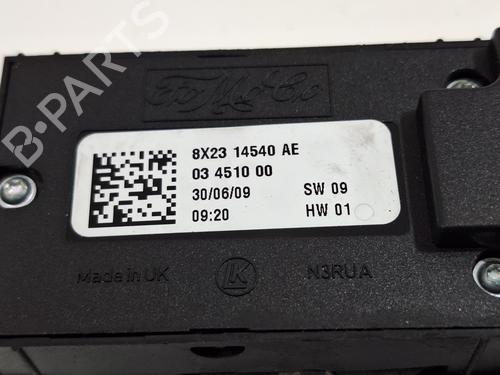 FoMoCo
8X23 14540 AE
03 4510 00
30/06/09 SW 09
09:20 HW 01
Made in UK LK N3RUA
B-PARTS